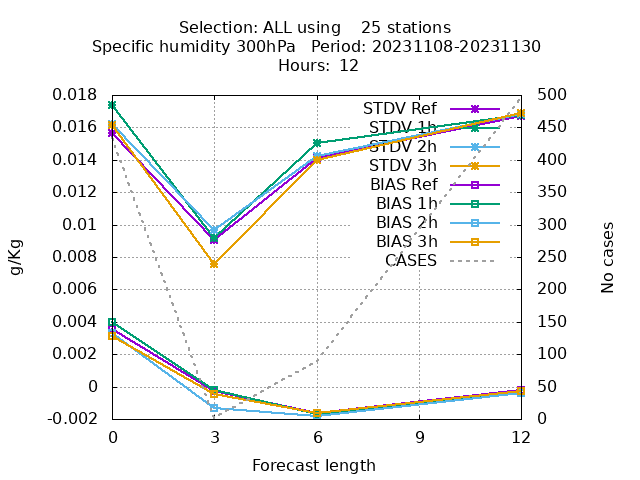 Selection: ALL using    25 stations
Specific humidity 300hPa   Period: 20231108-20231130
Hours: 12
0.018
0.016
0.014
0.012
0.01
0.008
0.006
0.004
0.002
0
-0.002
g/Kg
STDV Ref
STDV 1h
STDV 2h
STDV 3h
BIAS Ref
BIAS 1h
BIAS 2h
BIAS 3h
CASES
500
450
400
350
300
250
200
150
100
50
0
No cases
0 3 6 9 12
Forecast length